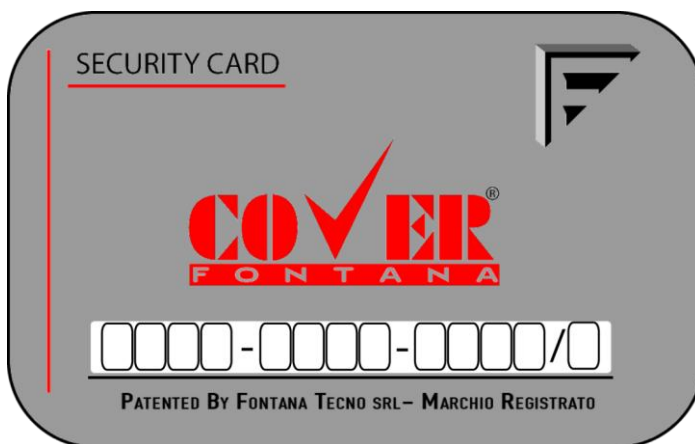 SECURITY CARD
COVER®
FONTANA
- - /
PATENTED BY FONTANA TECNO SRL– MARCHIO REGISTRATO